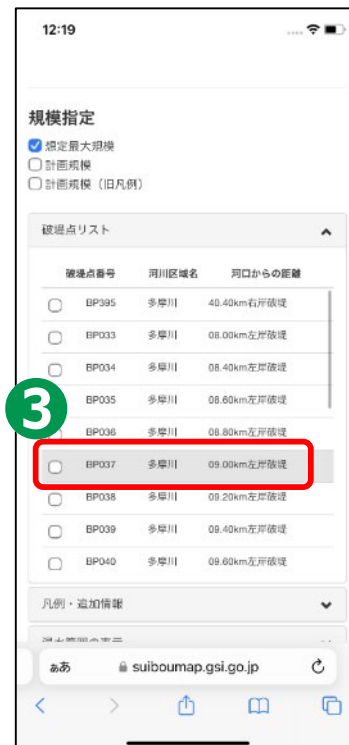 12:19
規模指定
想定最大規模
計画規模
計画規模（旧凡例）
破堤点リスト
破堤点番号 河川区域名 河口からの距離
BP395 多摩川 40.40km右岸破堤
BP033 多摩川 08.00km左岸破堤
BP034 多摩川 08.40km左岸破堤
BP035 多摩川 08.60km左岸破堤
3
BP036 多摩川 08.80km左岸破堤
BP037 多摩川 09.00km左岸破堤
BP038 多摩川 09.20km左岸破堤
BP039 多摩川 09.40km左岸破堤
BP040 多摩川 09.60km左岸破堤
凡例・追加情報
ぁあ suiboumap.gsi.go.jp